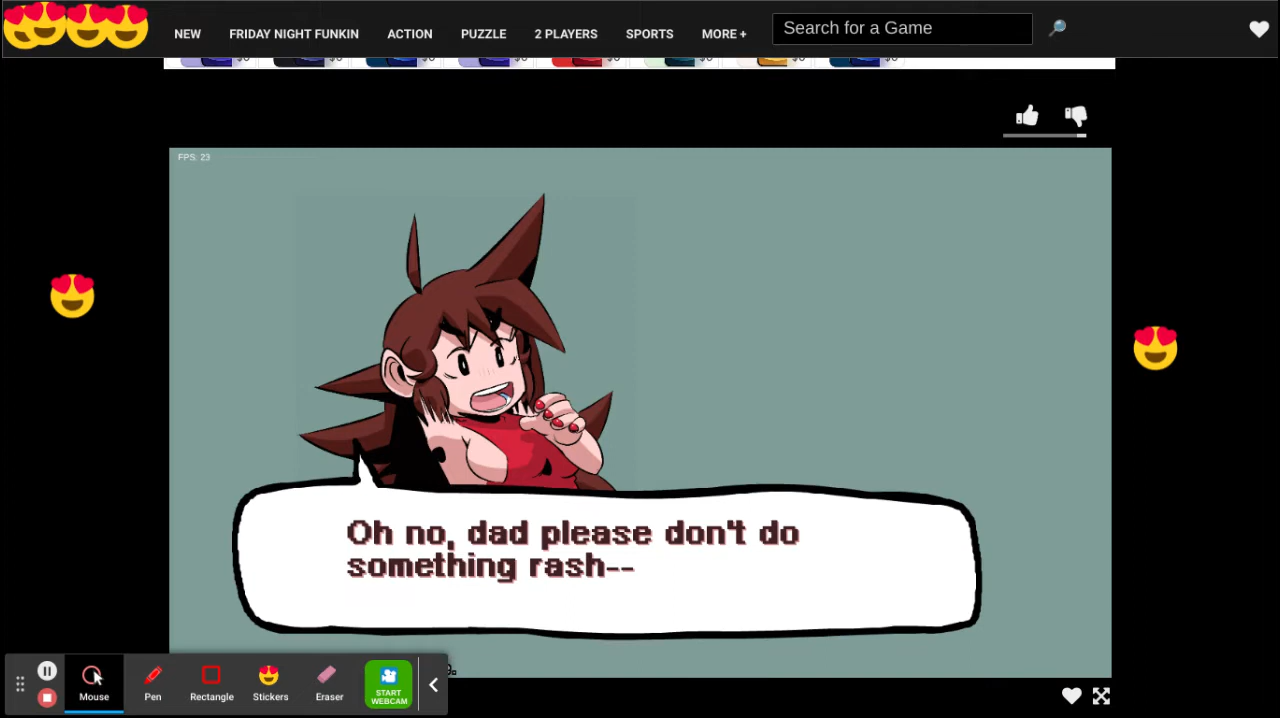 NEW FRIDAY NIGHT FUNKIN ACTION PUZZLE 2 PLAYERS SPORTS MORE + Search for a Game
FPS: 23
Oh no, dad please don't do
something rash--
Mouse Pen Rectangle Stickers Eraser START
WEBCAM